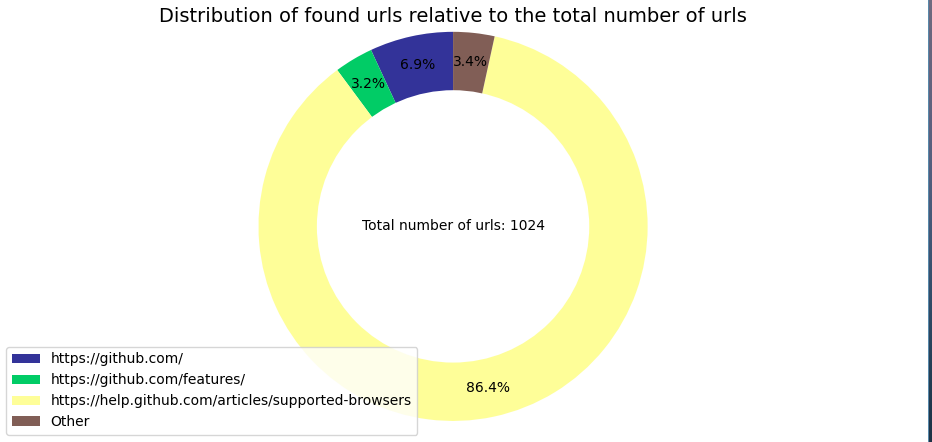 Distribution of found urls relative to the total number of urls
3.4%
6.9%
3.2%
Total number of urls: 1024
86.4%
https://github.com/
https://github.com/features/
https://help.github.com/articles/supported-browsers
Other